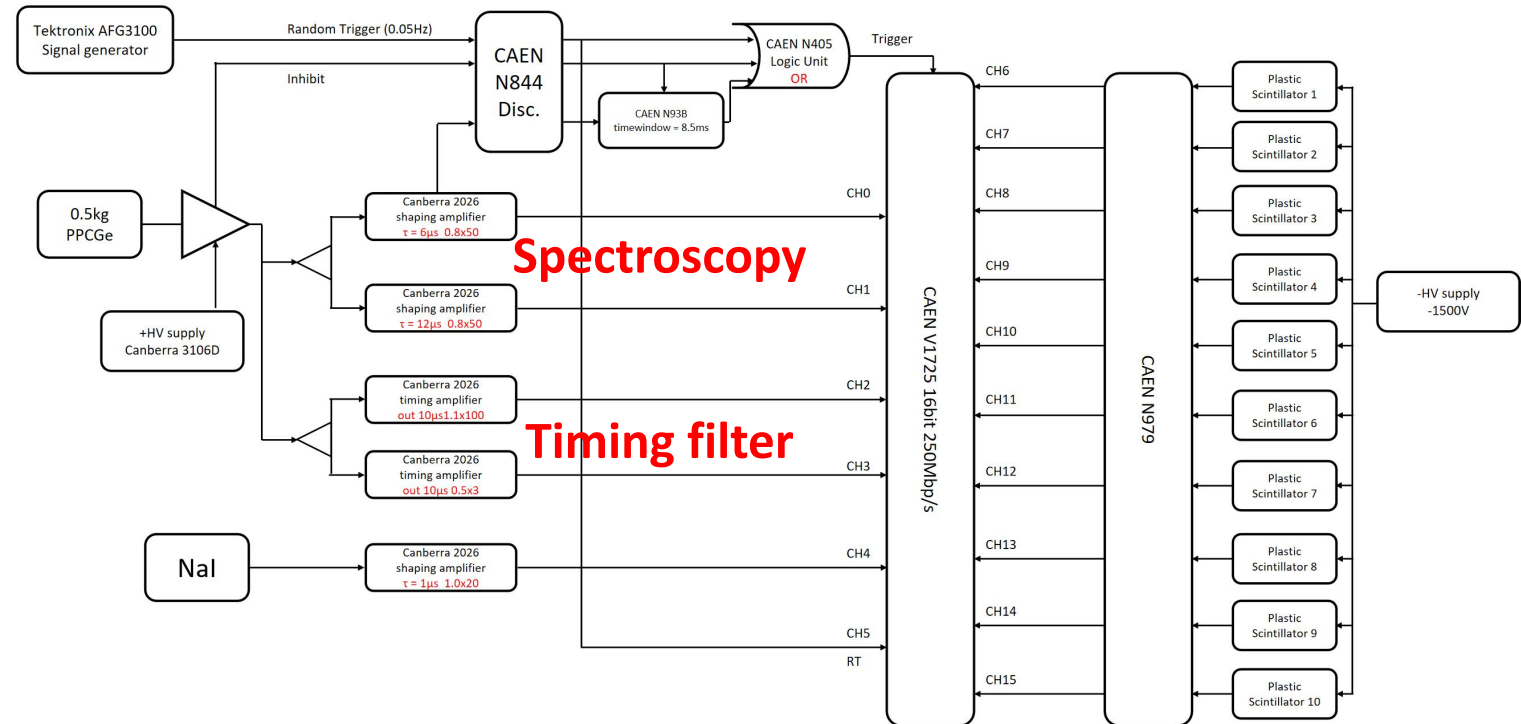 Tektronix AFG3100
Signal generator
Random Trigger (0.05Hz)
Inhibit
CAEN
N844
Disc.
CAEN N405
Logic Unit
OR
Trigger
CAEN N93B
timewindow = 8.5ms
0.5kg
PPCGe
+HV supply
Canberra 3106D
Canberra 2026
shaping amplifier
τ = 6μs 0.8x50
Canberra 2026
shaping amplifier
τ = 12μs 0.8x50
Spectroscopy
Canberra 2026
timing amplifier
out 10μs1.1x100
Canberra 2026
timing amplifier
out 10μs 0.5x3
Timing filter
NaI
Canberra 2026
shaping amplifier
τ = 1μs 1.0x20
CH0
CH1
CH2
CH3
CH4
CH5
RT
CAEN V1725 16bit 250Mbp/s
CH6
CH7
CH8
CH9
CH10
CH11
CH12
CH13
CH14
CH15
CAEN N979
Plastic
Scintillator 1
Plastic
Scintillator 2
Plastic
Scintillator 3
Plastic
Scintillator 4
Plastic
Scintillator 5
Plastic
Scintillator 6
Plastic
Scintillator 7
Plastic
Scintillator 8
Plastic
Scintillator 9
Plastic
Scintillator 10
-HV supply
-1500V